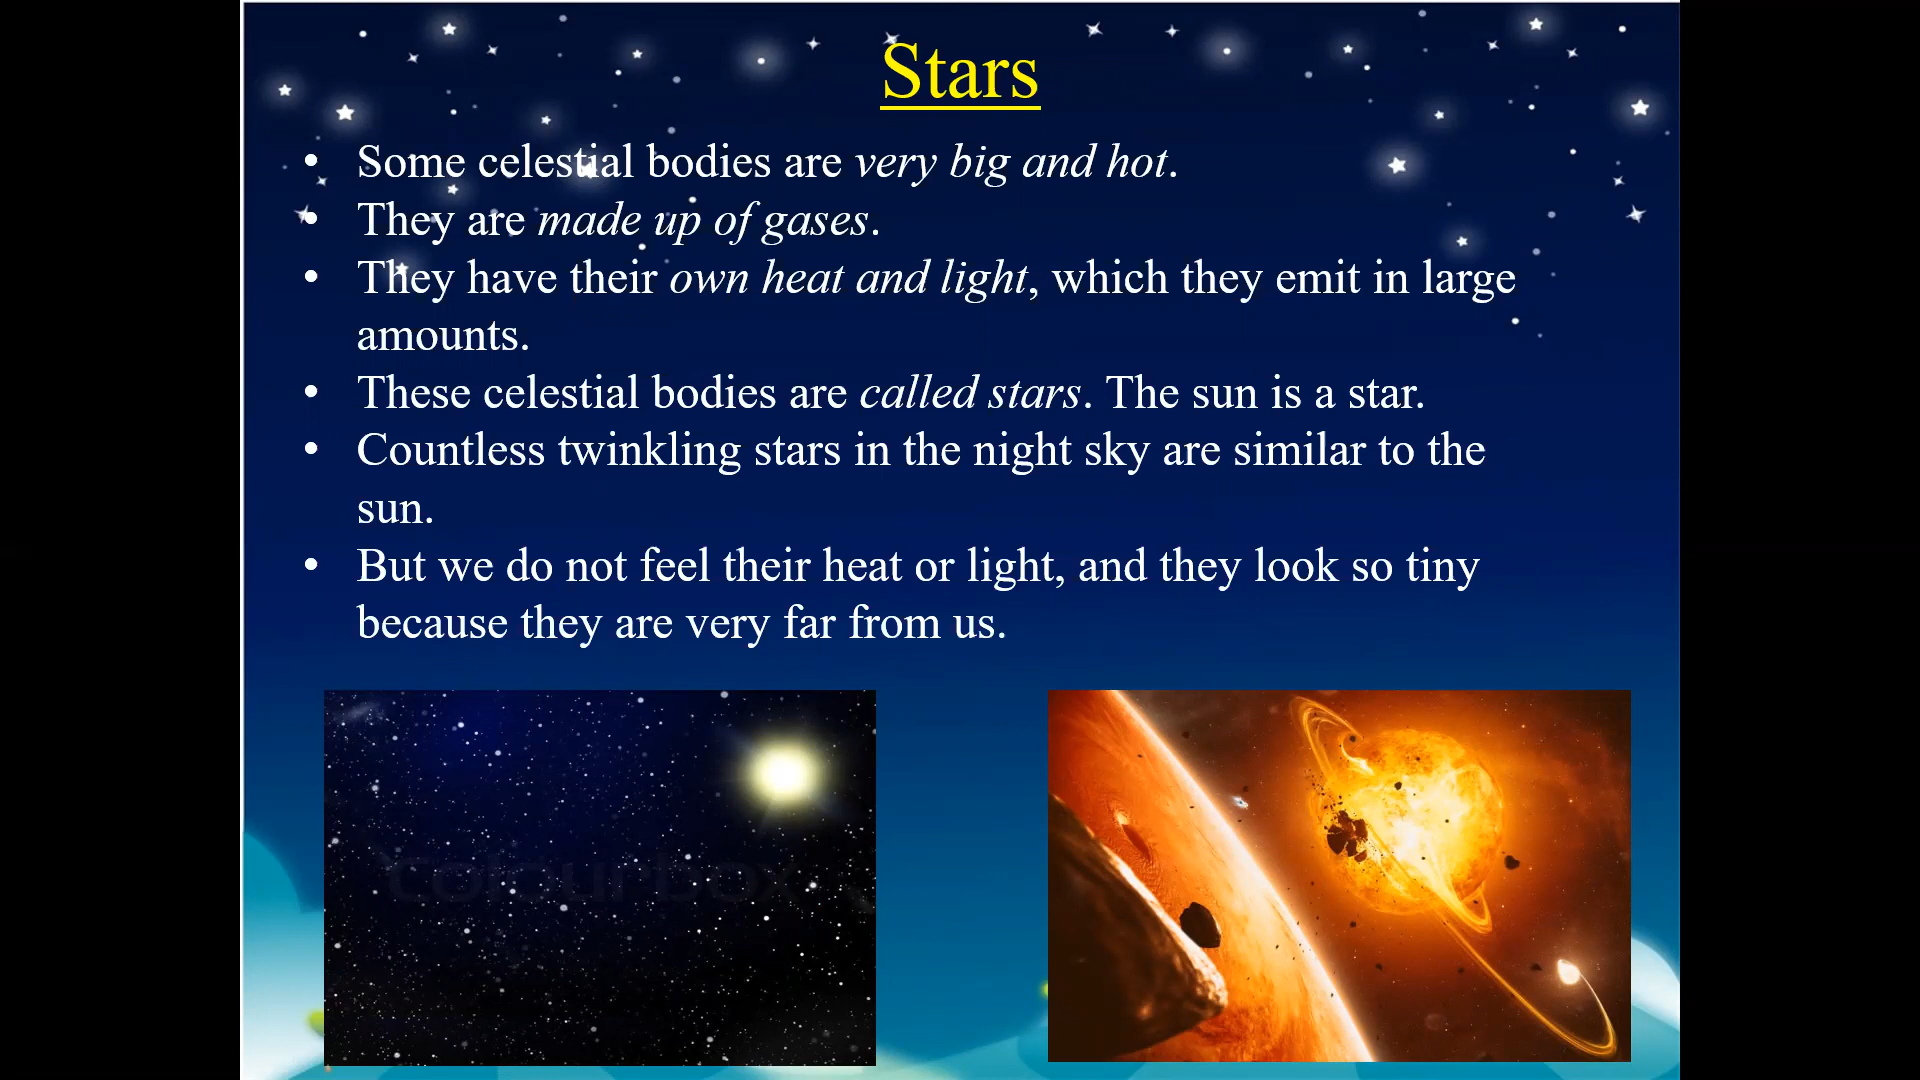 Stars
• Some celestial bodies are very big and hot.
• They are made up of gases.
• They have their own heat and light, which they emit in large
amounts.
• These celestial bodies are called stars. The sun is a star.
• Countless twinkling stars in the night sky are similar to the
sun.
• But we do not feel their heat or light, and they look so tiny
because they are very far from us.
colourbox